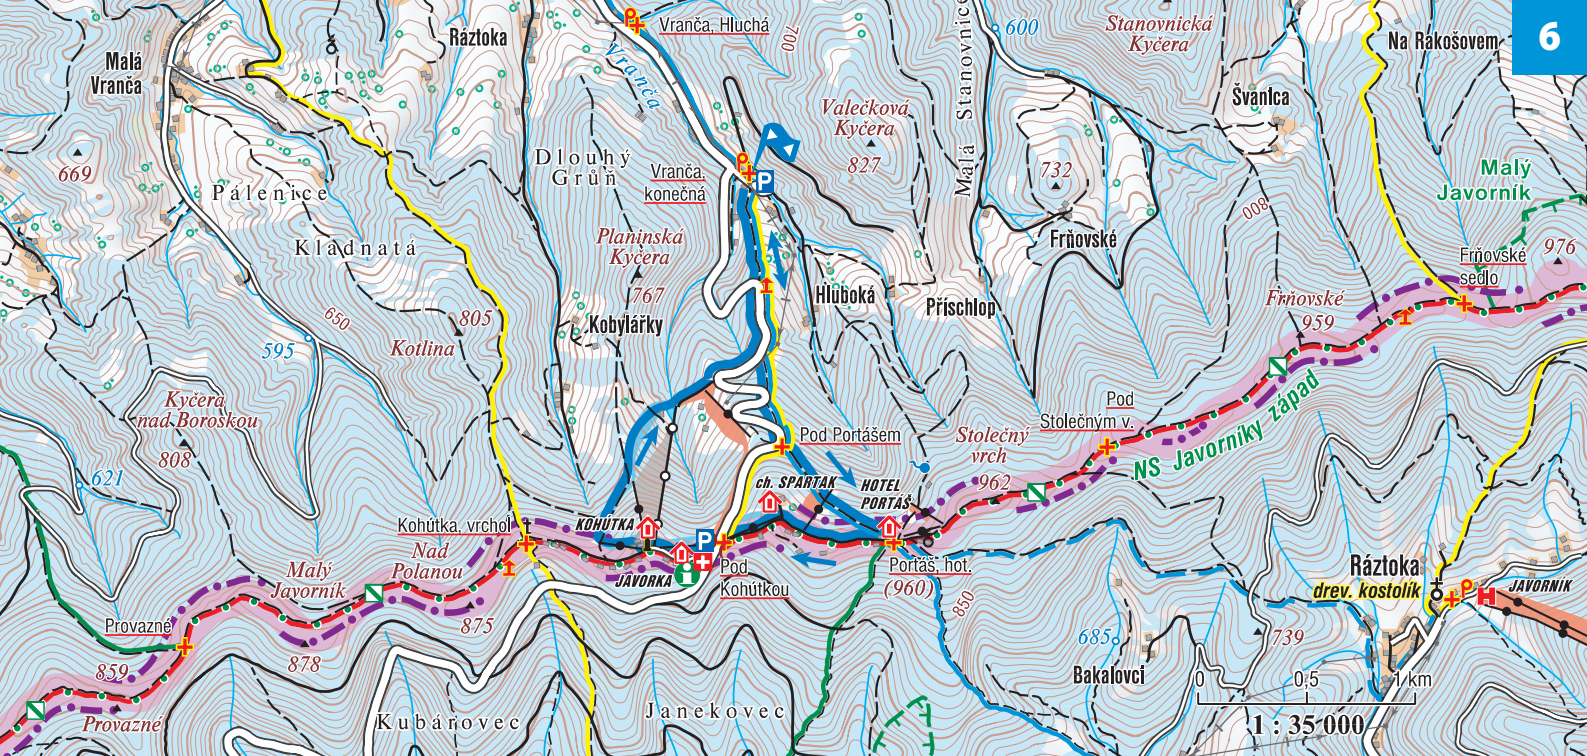 6
Vranča, Hluchá
Vranča
700
600
Stanovnická
Kyčera
Na Rakošovem
Malá
Vranča
Ráztoka
Malá Stanovnice
Švanica
Valečková
Kyčera
827
669
Pálenice
Dlouhý
Grůň
Vranča,
konečná
P
732
800
Malý
Javorník
Kladnatá
Planinská
Kyčera
767
Frňovské
Frňovské
sedlo
976
650
805
Kobylářky
Hluboká
Příschlop
Frňovské
959
595
Kotlina
Kyčera
nad Boroskou
808
Pod
Stolečným v.
Pod Portášem
Stolečný
vrch
962
NS Javorníky západ
621
ch. SPARTAK
HOTEL
PORTÁŠ
Kohútka, vrchol
KOHÚTKA
P
Nad
Polanou
Malý
Javorník
JAVORKA
Pod
Kohútkou
Portáš, hot.
(960)
Ráztoka
drev. kostolík
JAVORNÍK
Provazné
875
850
685
739
859
878
Bakalovci
0 0,5 1 km
Provazné
Kubárovec
Janekovec
1 : 35 000